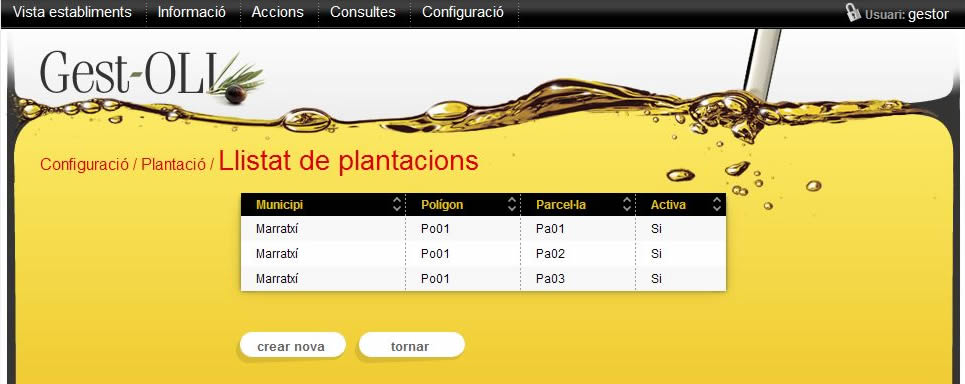 Vista establiments Informació Accions Consultes Configuració Usuari: gestor
Gest-OLI
Configuració / Plantació / Llistat de plantacions
Municipi Polígon Parcel·la Activa
Marratxí Po01 Pa01 Si
Marratxí Po01 Pa02 Si
Marratxí Po01 Pa03 Si
crear nova tornar